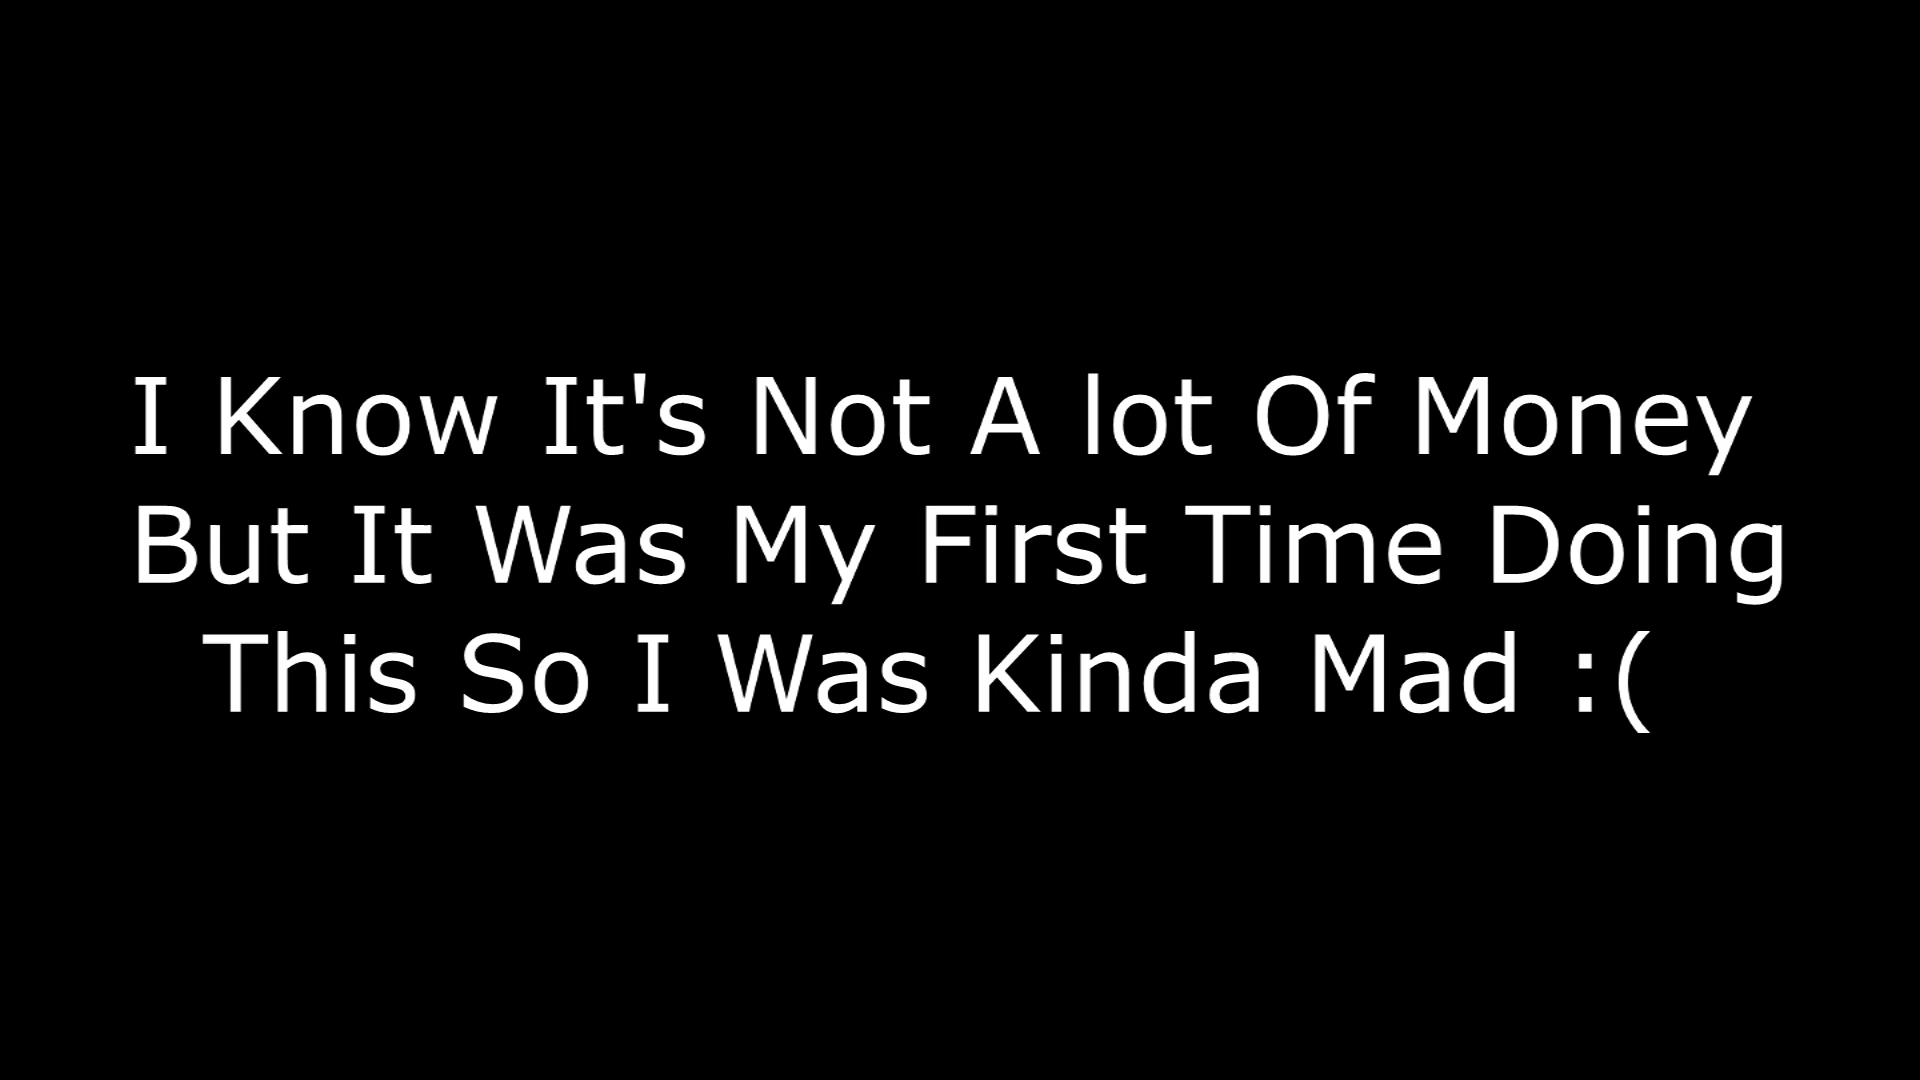 I Know It's Not A lot Of Money
But It Was My First Time Doing
This So I Was Kinda Mad :(